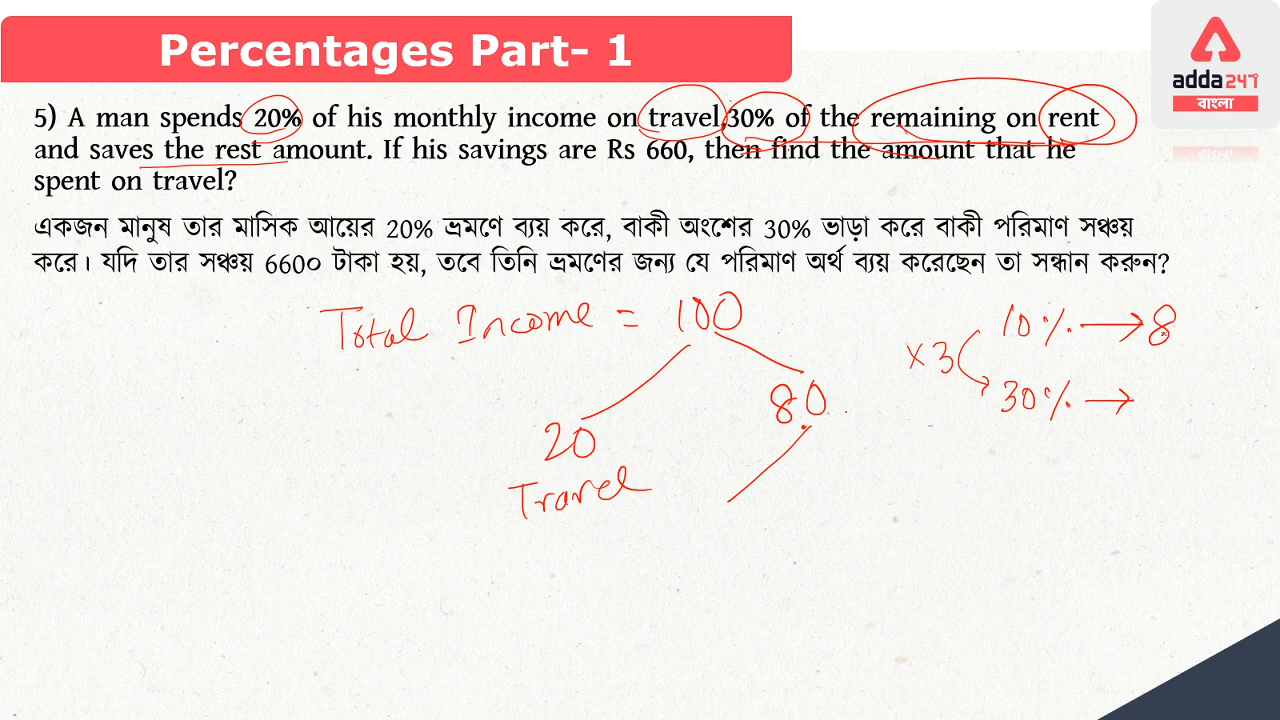 Percentages Part- 1
adda247
বাংলা
5) A man spends 20% of his monthly income on travel,30% of the remaining on rent
and saves the rest amount. If his savings are Rs 660, then find the amount that he
spent on travel?
একজন মানুষ তার মাসিক আয়ের 20% ভ্রমণে ব্যয় করে, বাকী অংশের 30% ভাড়া করে বাকী পরিমাণ সঞ্চয়
করে। যদি তার সঞ্চয় 660০ টাকা হয়, তবে তিনি ভ্রমণের জন্য যে পরিমাণ অর্থ ব্যয় করেছেন তা সন্ধান করুন?
Total Income = 100
10% → 8
×3
30% →
80
20
Travel